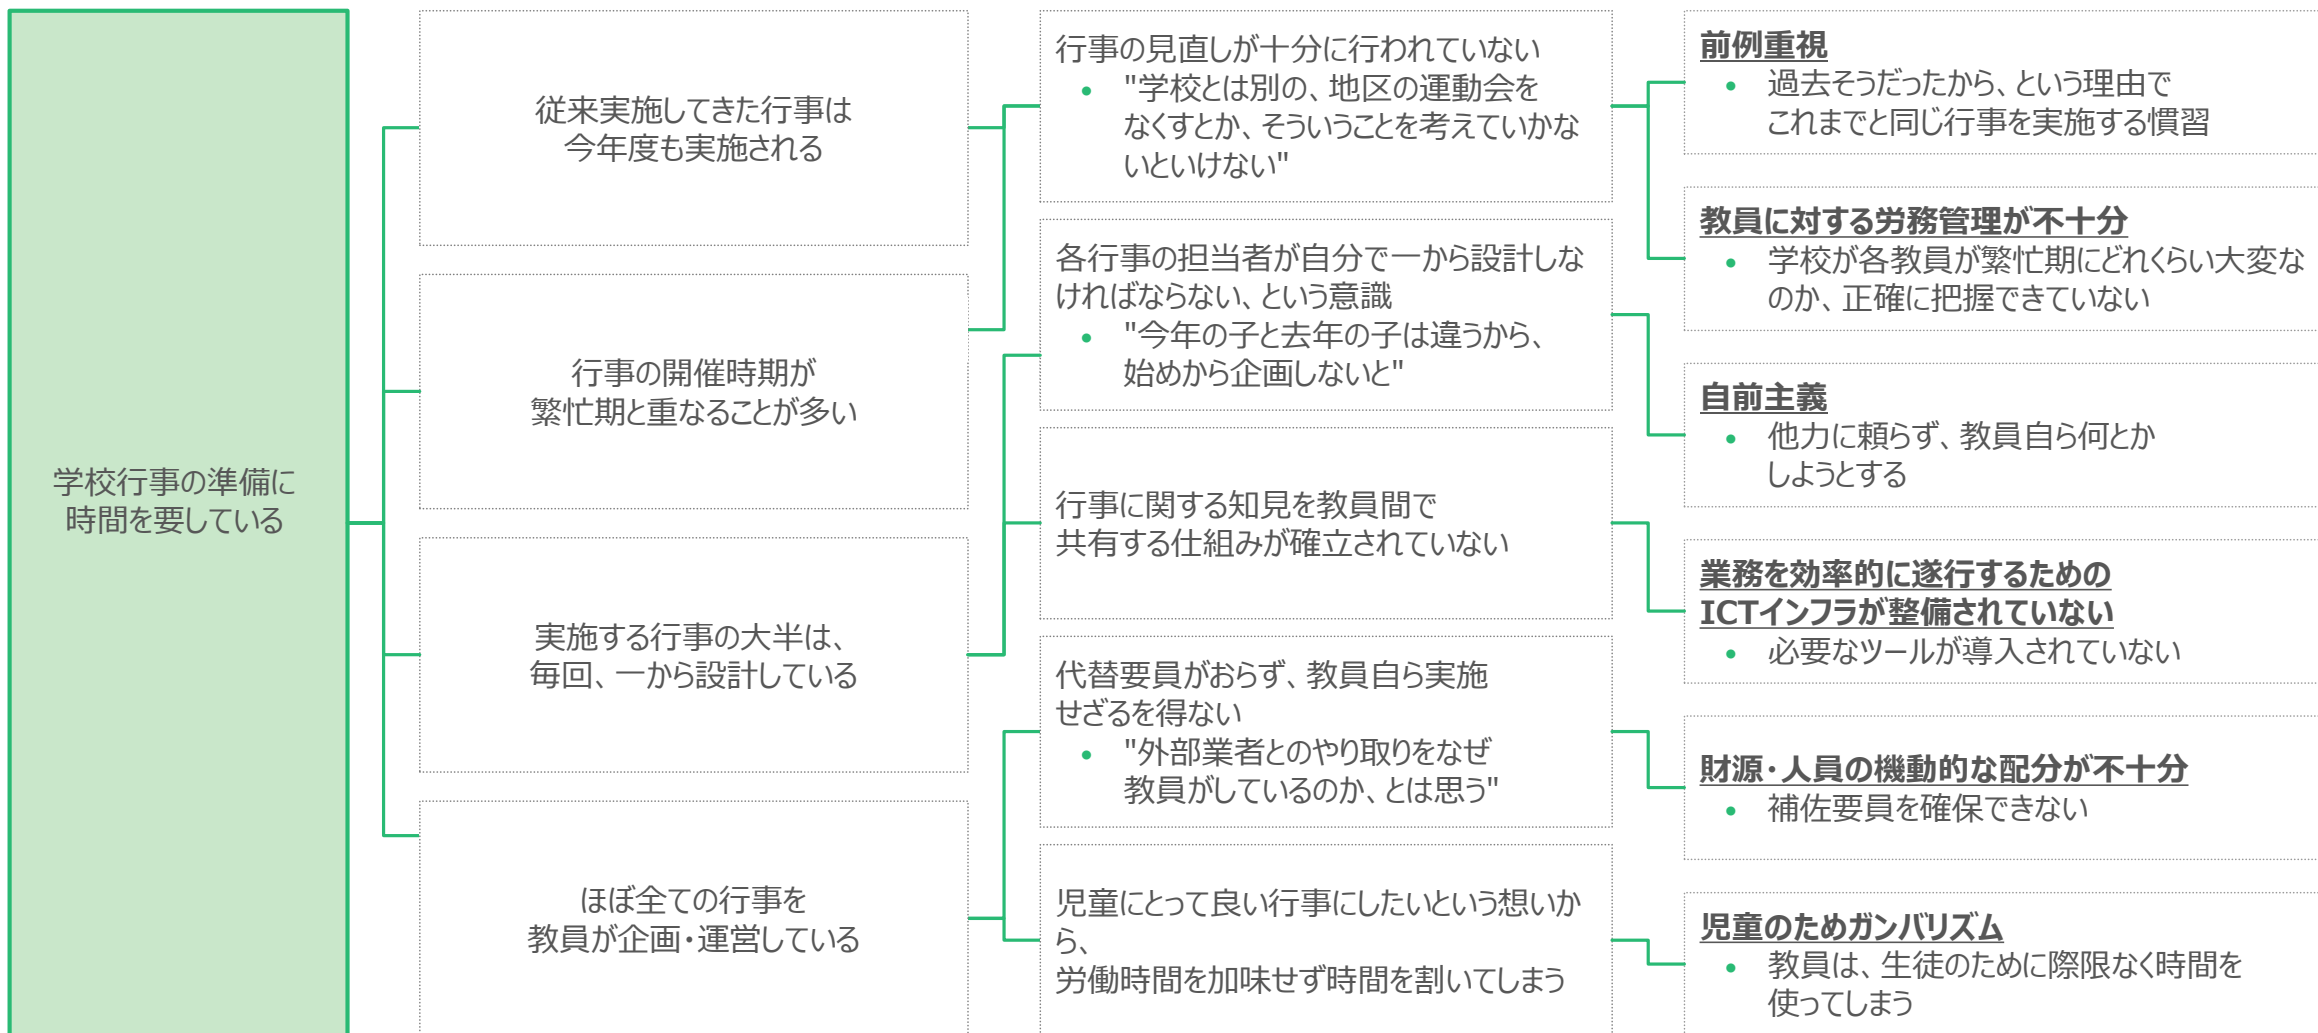 学校行事の準備に
時間を要している
従来実施してきた行事は
今年度も実施される
行事の開催時期が
繁忙期と重なることが多い
実施する行事の大半は、
毎回、一から設計している
ほぼ全ての行事を
教員が企画・運営している
行事の見直しが十分に行われていない
• "学校とは別の、地区の運動会を
なくすとか、そういうことを考えていかな
いといけない"
各行事の担当者が自分で一から設計しな
ければならない、という意識
• "今年の子と去年の子は違うから、
始めから企画しないと"
行事に関する知見を教員間で
共有する仕組みが確立されていない
代替要員がおらず、教員自ら実施
せざるを得ない
• "外部業者とのやり取りをなぜ
教員がしているのか、とは思う"
児童にとって良い行事にしたいという想いか
ら、
労働時間を加味せず時間を割いてしまう
前例重視
• 過去そうだったから、という理由で
これまでと同じ行事を実施する慣習
教員に対する労務管理が不十分
• 学校が各教員が繁忙期にどれくらい大変な
のか、正確に把握できていない
自前主義
• 他力に頼らず、教員自ら何とか
しようとする
業務を効率的に遂行するための
ICTインフラが整備されていない
• 必要なツールが導入されていない
財源・人員の機動的な配分が不十分
• 補佐要員を確保できない
児童のためガンバリズム
• 教員は、生徒のために際限なく時間を
使ってしまう